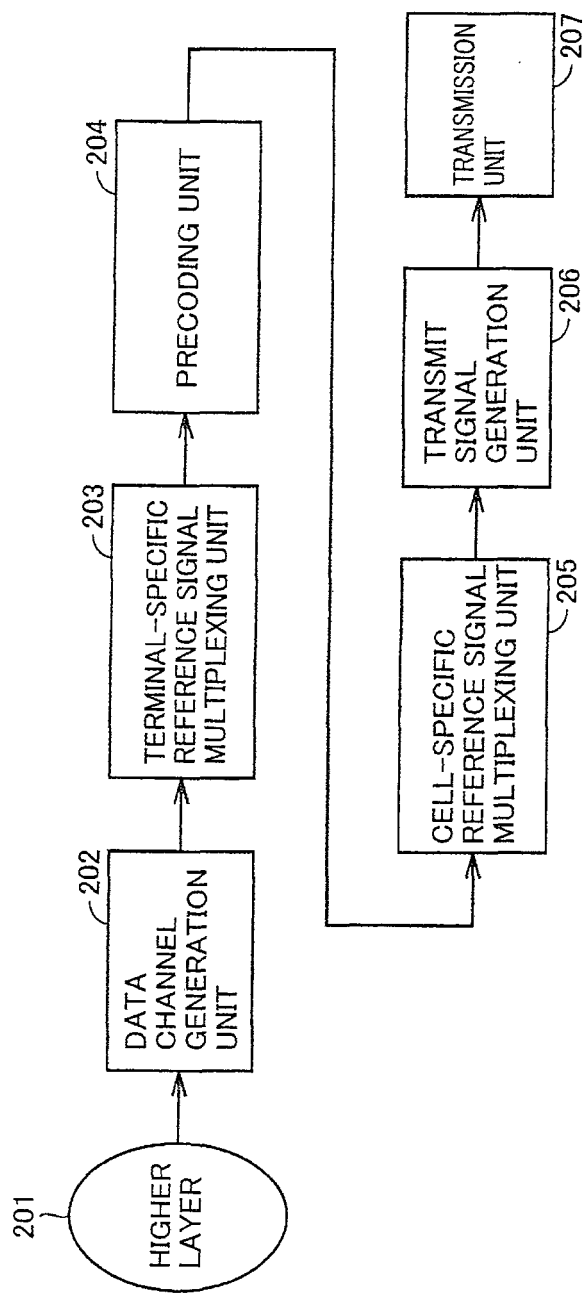 201
HIGHER
LAYER
202
DATA
CHANNEL
GENERATION
UNIT
203
TERMINAL-SPECIFIC
REFERENCE SIGNAL
MULTIPLEXING UNIT
204
PRECODING UNIT
CELL-SPECIFIC
REFERENCE SIGNAL
MULTIPLEXING UNIT
205
TRANSMIT
SIGNAL
GENERATION
UNIT
206
TRANSMISSION
UNIT
207